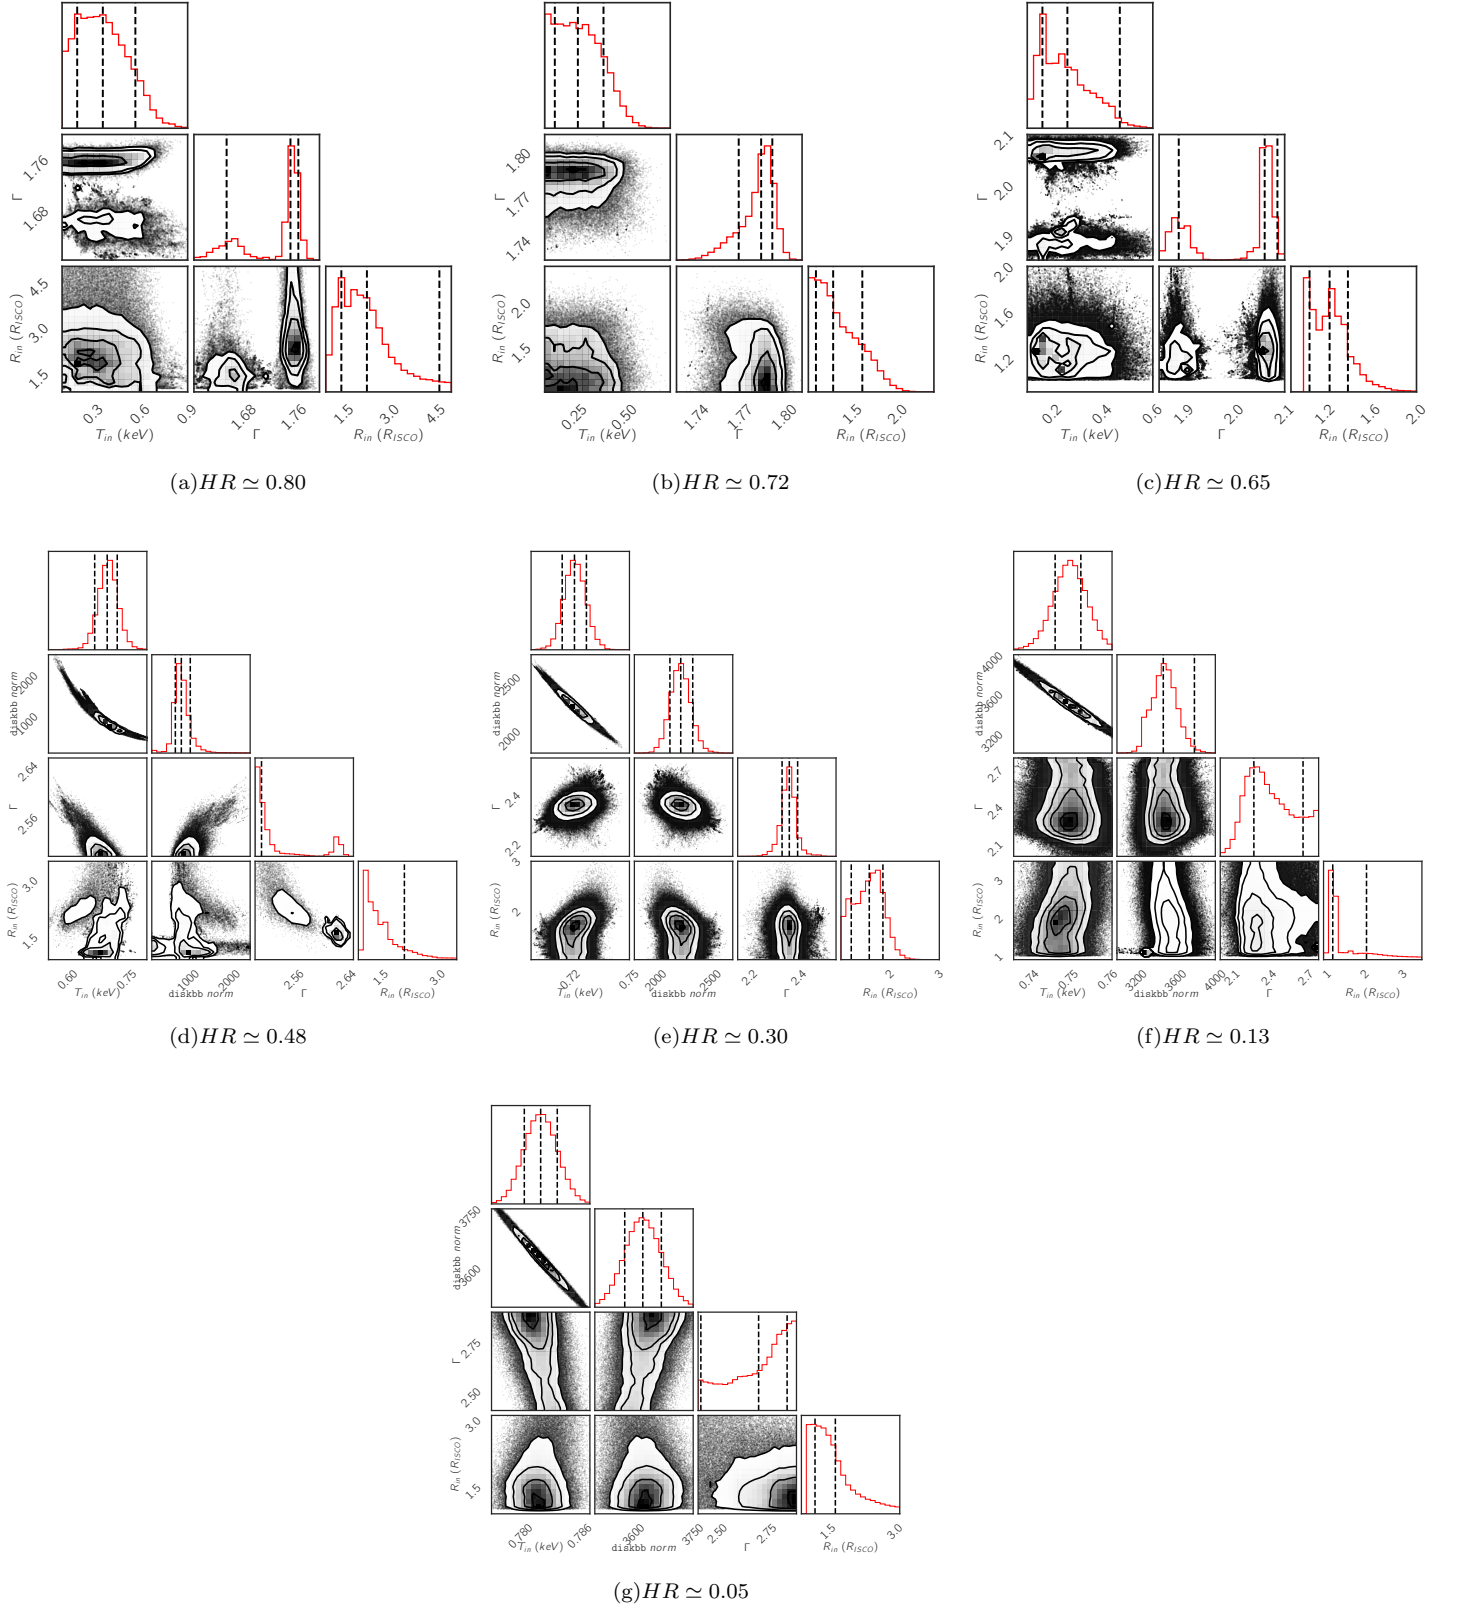 Γ
1.76
1.68
R_in (R_ISCO)
4.5
3.0
1.5
0.3
0.6
0.9
T_in (keV)
1.68
1.76
Γ
1.5
3.0
4.5
R_in (R_ISCO)
(a)HR ≃ 0.80
Γ
1.80
1.77
1.74
R_in (R_ISCO)
2.0
1.5
0.25
0.50
T_in (keV)
1.74
1.77
1.80
Γ
1.5
2.0
R_in (R_ISCO)
(b)HR ≃ 0.72
Γ
2.1
2.0
1.9
R_in (R_ISCO)
2.0
1.6
1.2
0.2
0.4
0.6
T_in (keV)
1.9
2.0
2.1
Γ
1.2
1.6
2.0
R_in (R_ISCO)
(c)HR ≃ 0.65
diskbb norm
2000
1000
Γ
2.64
2.56
R_in (R_ISCO)
3.0
1.5
0.60
0.75
T_in (keV)
1000
2000
diskbb norm
2.56
2.64
Γ
1.5
3.0
R_in (R_ISCO)
(d)HR ≃ 0.48
diskbb norm
2500
2000
Γ
2.4
2.2
R_in (R_ISCO)
3
2
0.72
0.75
T_in (keV)
2000
2500
diskbb norm
2.2
2.4
Γ
2
3
R_in (R_ISCO)
(e)HR ≃ 0.30
diskbb norm
4000
3600
3200
Γ
2.7
2.4
2.1
R_in (R_ISCO)
3
2
1
0.74
0.75
0.76
T_in (keV)
3200
3600
4000
diskbb norm
2.1
2.4
2.7
Γ
1
2
3
R_in (R_ISCO)
(f)HR ≃ 0.13
diskbb norm
3750
3600
Γ
2.75
2.50
R_in (R_ISCO)
3.0
1.5
0.780
0.786
T_in (keV)
3600
3750
diskbb norm
2.50
2.75
Γ
1.5
3.0
R_in (R_ISCO)
(g)HR ≃ 0.05